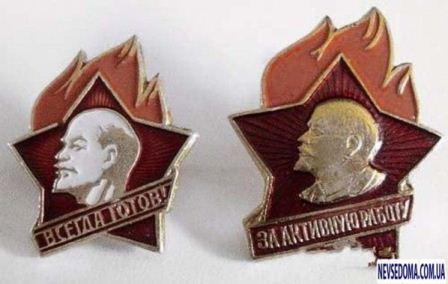 ВСЕГДА ГОТОВ!
ЗА АКТИВНУЮ РАБОТУ
NEVSEDOMA.COM.UA